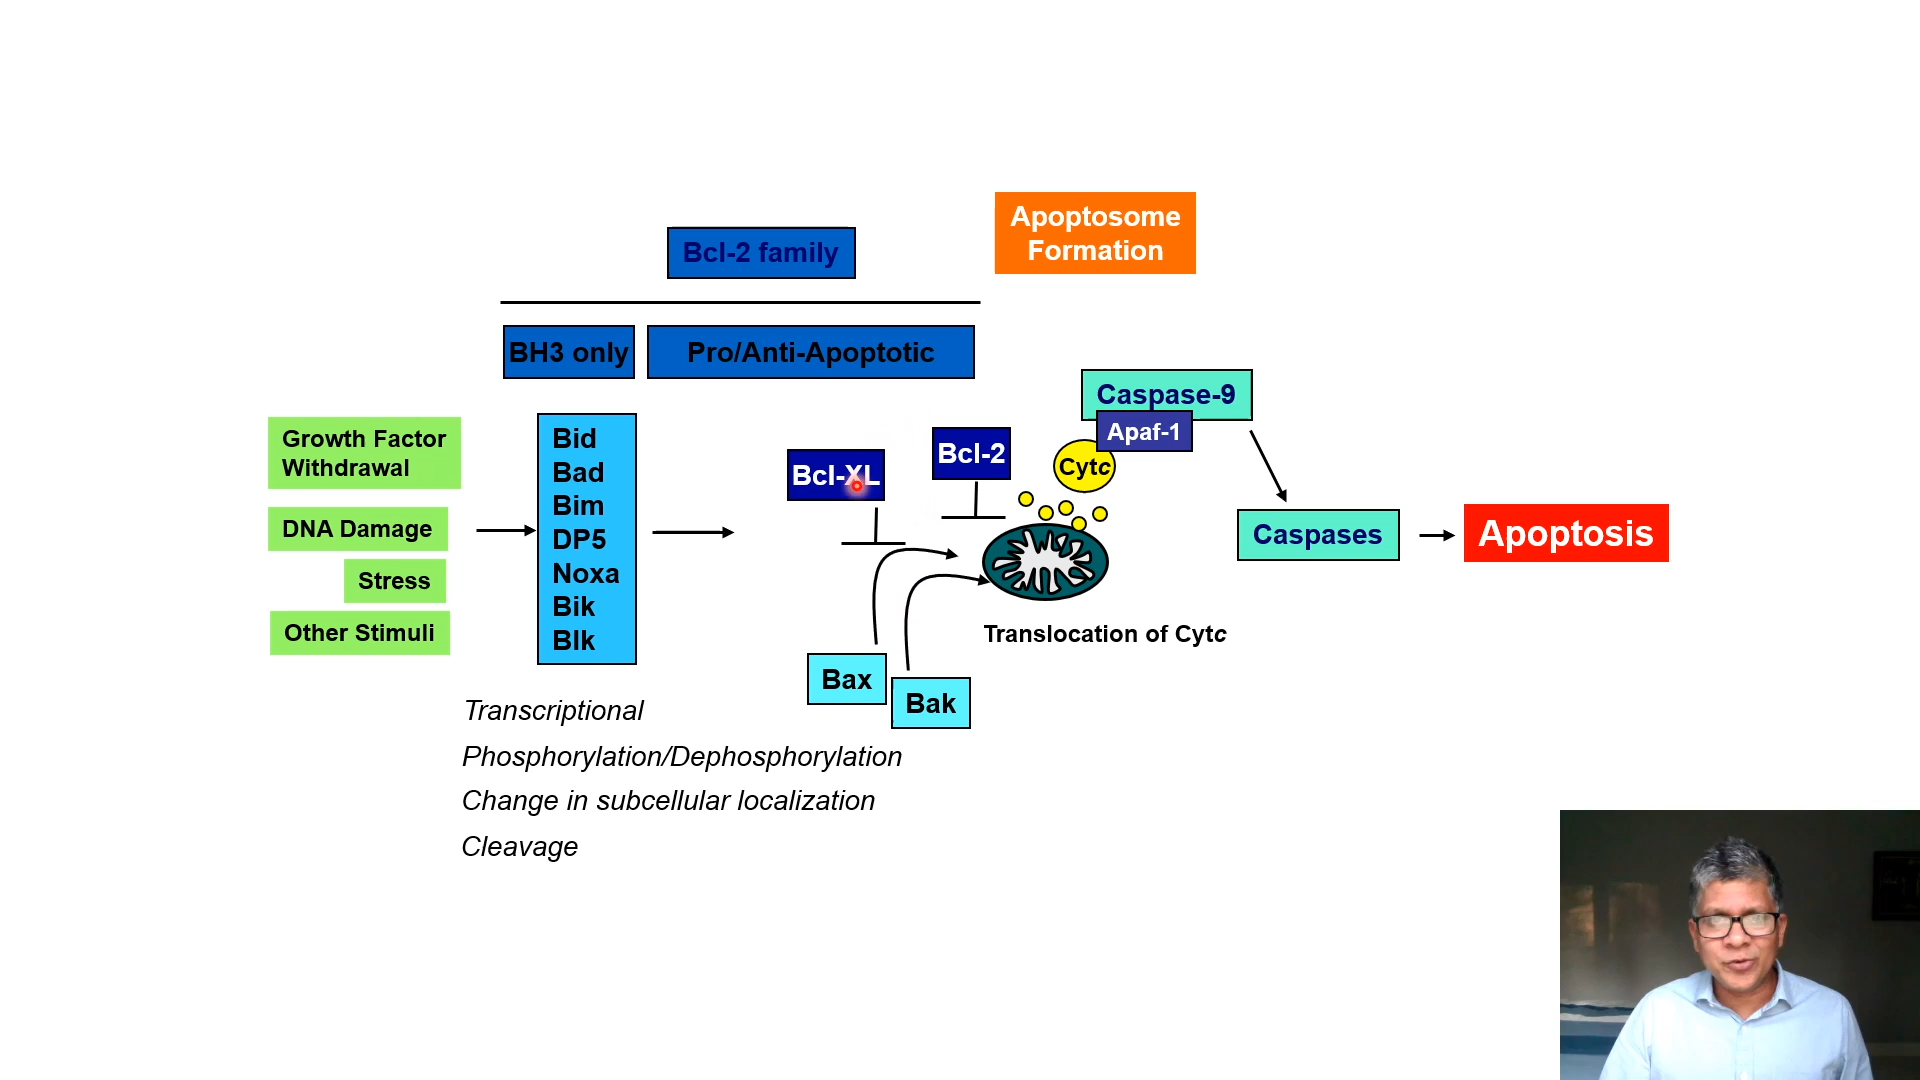 Apoptosome
Formation
Bcl-2 family
BH3 only
Pro/Anti-Apoptotic
Growth Factor
Withdrawal
DNA Damage
Stress
Other Stimuli
Bid
Bad
Bim
DP5
Noxa
Bik
Blk
Bcl-XL
Bcl-2
Caspase-9
Apaf-1
Cytc
Caspases
Apoptosis
Translocation of Cytc
Bax
Bak
Transcriptional
Phosphorylation/Dephosphorylation
Change in subcellular localization
Cleavage